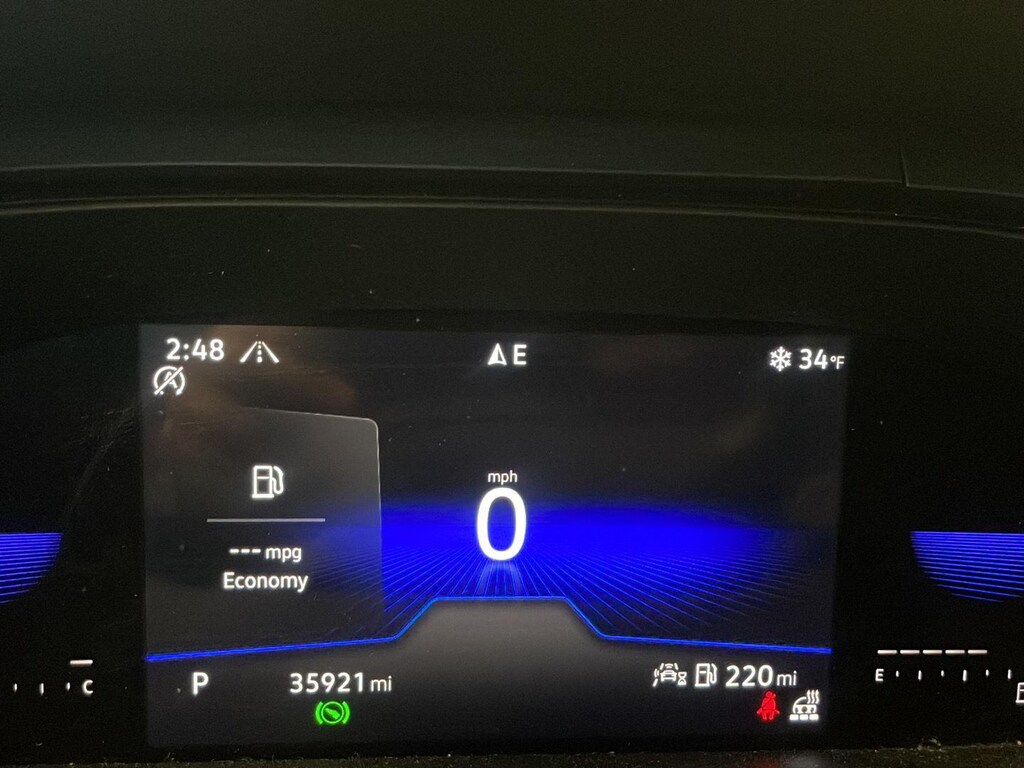 2:48
E
34°F
mph
0
--- mpg
Economy
P
35921 mi
220 mi
C
E